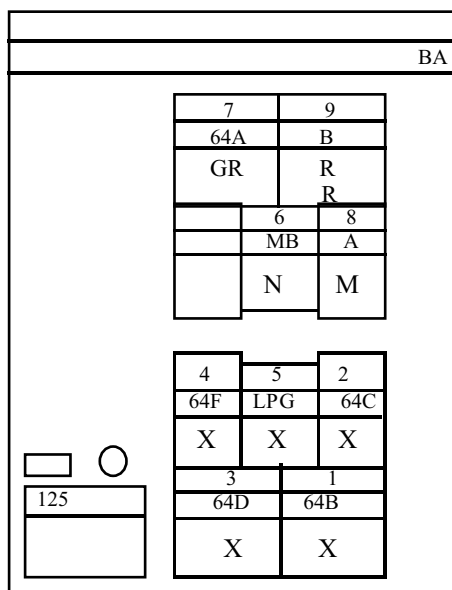 BA
7 9
64A B
GR R
R
6 8
MB A
N M
4 5 2
64F LPG 64C
X X X
3 1
125
64D 64B
X X